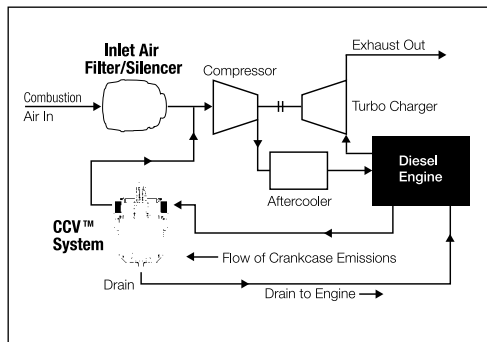 Exhaust Out
Inlet Air
Filter/Silencer
Compressor
Combustion
Air In
Turbo Charger
Diesel
Engine
Aftercooler
CCV™
System
Flow of Crankcase Emissions
Drain
Drain to Engine